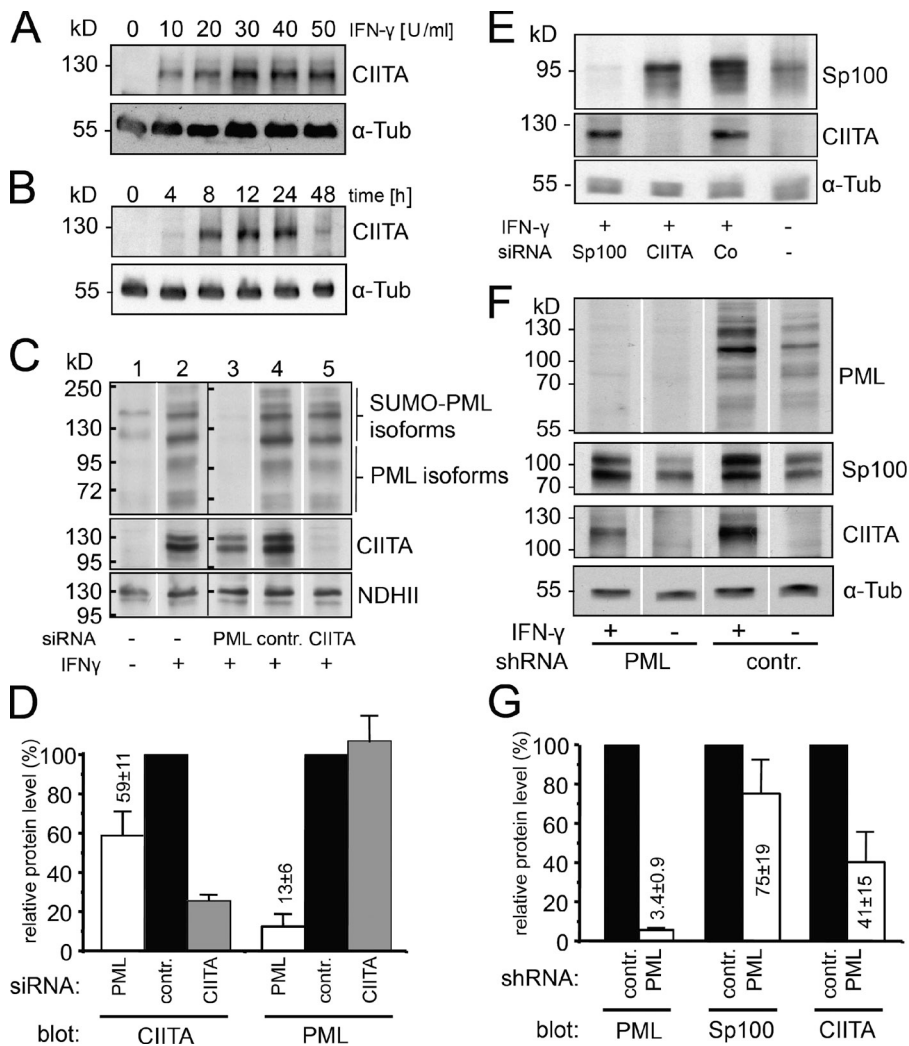 A
kD 0 10 20 30 40 50 IFN-γ [U/ml]
130 - CIITA
55 - α-Tub
B
kD 0 4 8 12 24 48 time [h]
130 - CIITA
55 - α-Tub
C
kD 1 2 3 4 5
250
130
95
72
SUMO-PML
isoforms
PML isoforms
130
95
CIITA
130
95
NDHII
siRNA - - PML contr. CIITA
IFNγ - + + + +
D
relative protein level (%)
100
80
60
40
20
0
59±11
13±6
siRNA: PML contr. CIITA PML contr. CIITA
blot: CIITA PML
E
kD
95 - Sp100
130 - CIITA
55 - α-Tub
IFN-γ + + + -
siRNA Sp100 CIITA Co -
F
kD
130
100
70
55
PML
100
70
Sp100
130
100
CIITA
55
α-Tub
IFN-γ + - + -
shRNA PML contr.
G
relative protein level (%)
100
80
60
40
20
0
3.4±0.9
75±19
41±15
shRNA: contr. PML contr. PML contr. PML
blot: PML Sp100 CIITA